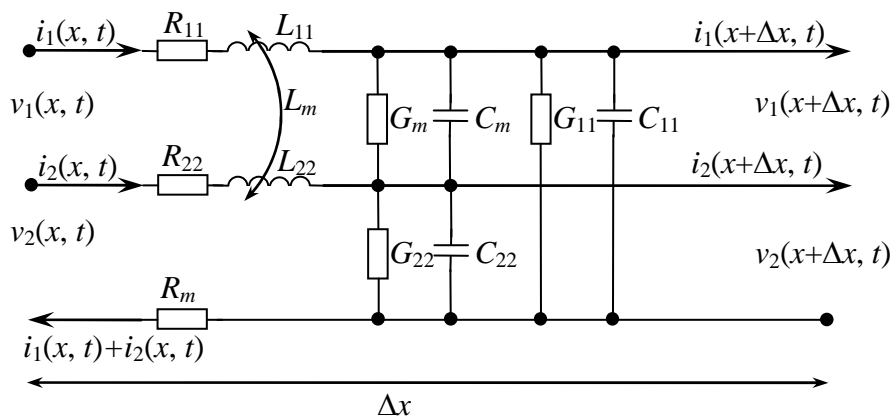 i₁(x, t) R₁₁ L₁₁ i₁(x+Δx, t)
v₁(x, t) Lₘ Gₘ Cₘ G₁₁ C₁₁ v₁(x+Δx, t)
i₂(x, t) R₂₂ L₂₂ i₂(x+Δx, t)
v₂(x, t) G₂₂ C₂₂ v₂(x+Δx, t)
Rₘ
i₁(x, t)+i₂(x, t)
Δx